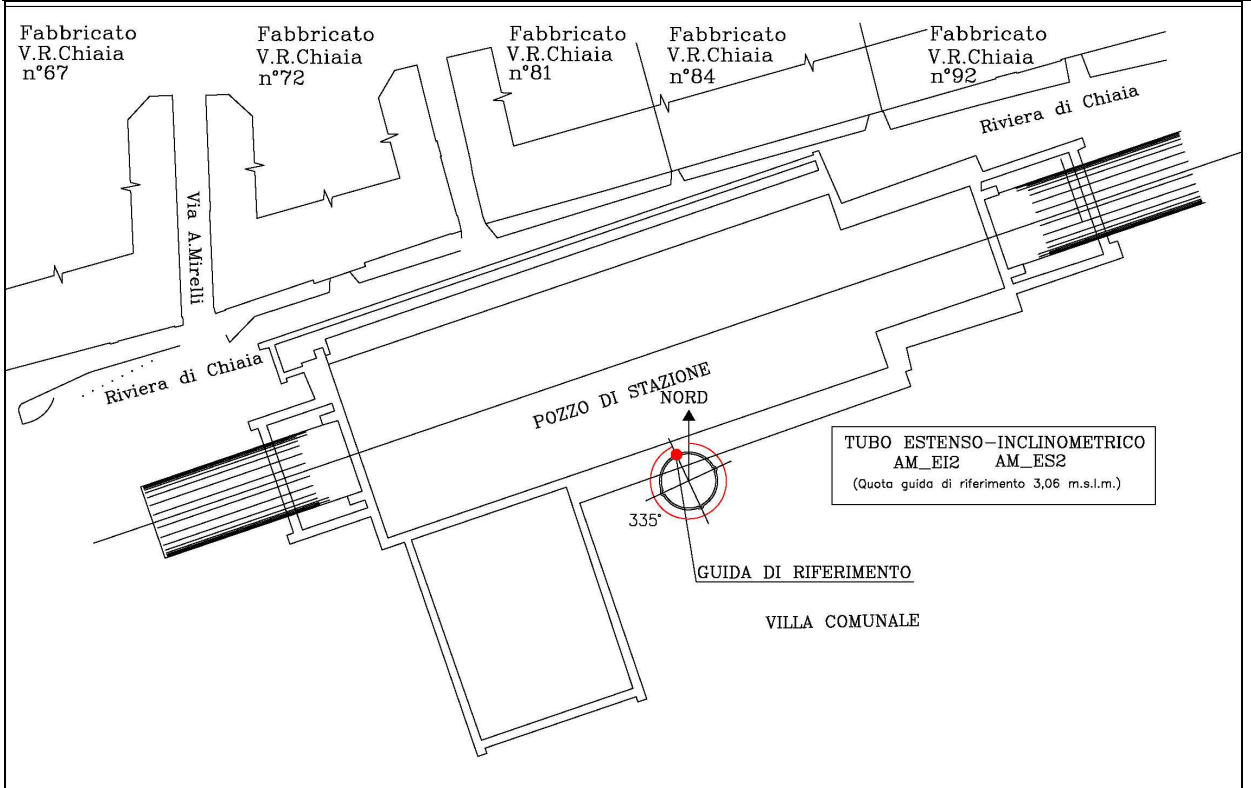 Fabbricato
V.R.Chiaia
n°67
Fabbricato
V.R.Chiaia
n°72
Fabbricato
V.R.Chiaia
n°81
Fabbricato
V.R.Chiaia
n°84
Fabbricato
V.R.Chiaia
n°92
Riviera di Chiaia
Via A.Mirelli
Riviera di Chiaia
POZZO DI STAZIONE
NORD
TUBO ESTENSO-INCLINOMETRICO
AM_EI2 AM_ES2
(Quota guida di riferimento 3,06 m.s.l.m.)
335°
GUIDA DI RIFERIMENTO
VILLA COMUNALE